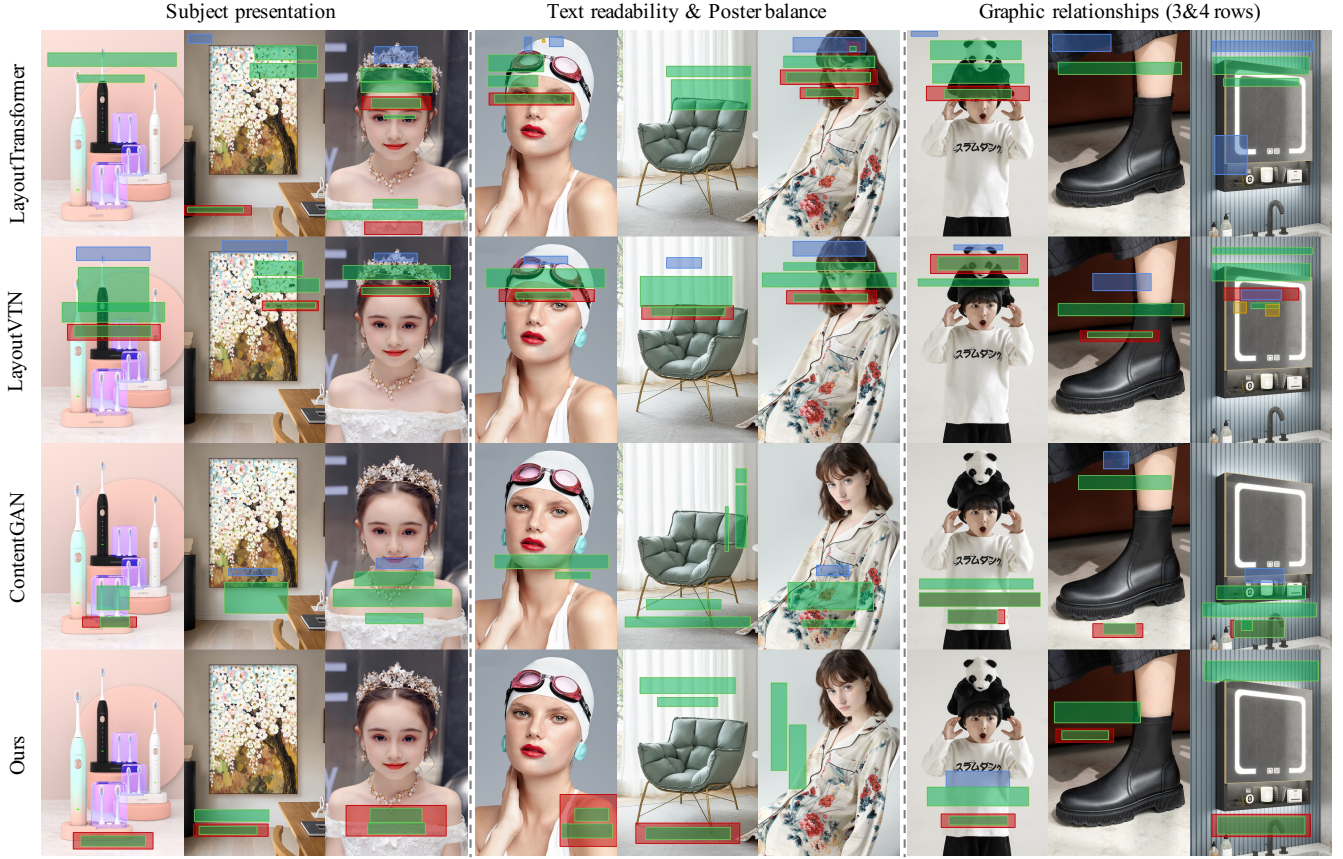 Subject presentation
Text readability & Poster balance
Graphic relationships (3&4 rows)
LayoutTransformer
スラムダンク
LayoutVTN
スラムダンク
ContentGAN
スラムダンク
Ours
スラムダンク